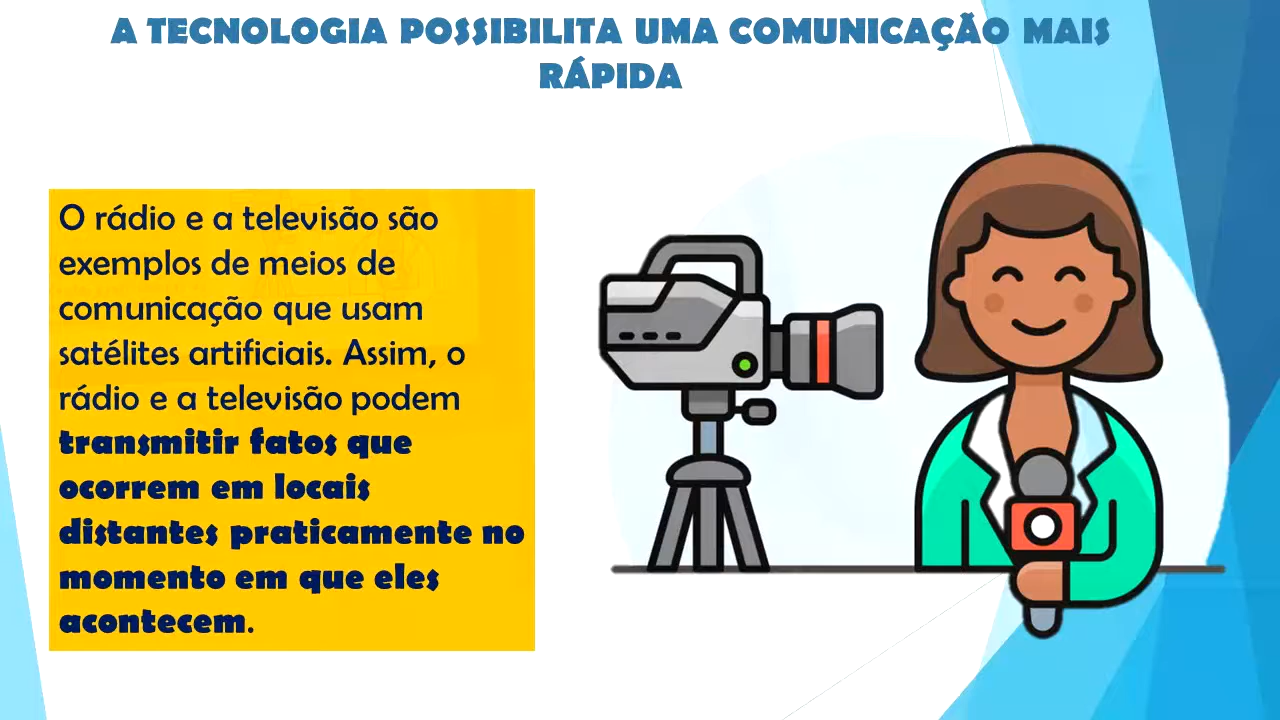 A TECNOLOGIA POSSIBILITA UMA COMUNICAÇÃO MAIS
RÁPIDA
O rádio e a televisão são
exemplos de meios de
comunicação que usam
satélites artificiais. Assim, o
rádio e a televisão podem
transmitir fatos que
ocorrem em locais
distantes praticamente no
momento em que eles
acontecem.